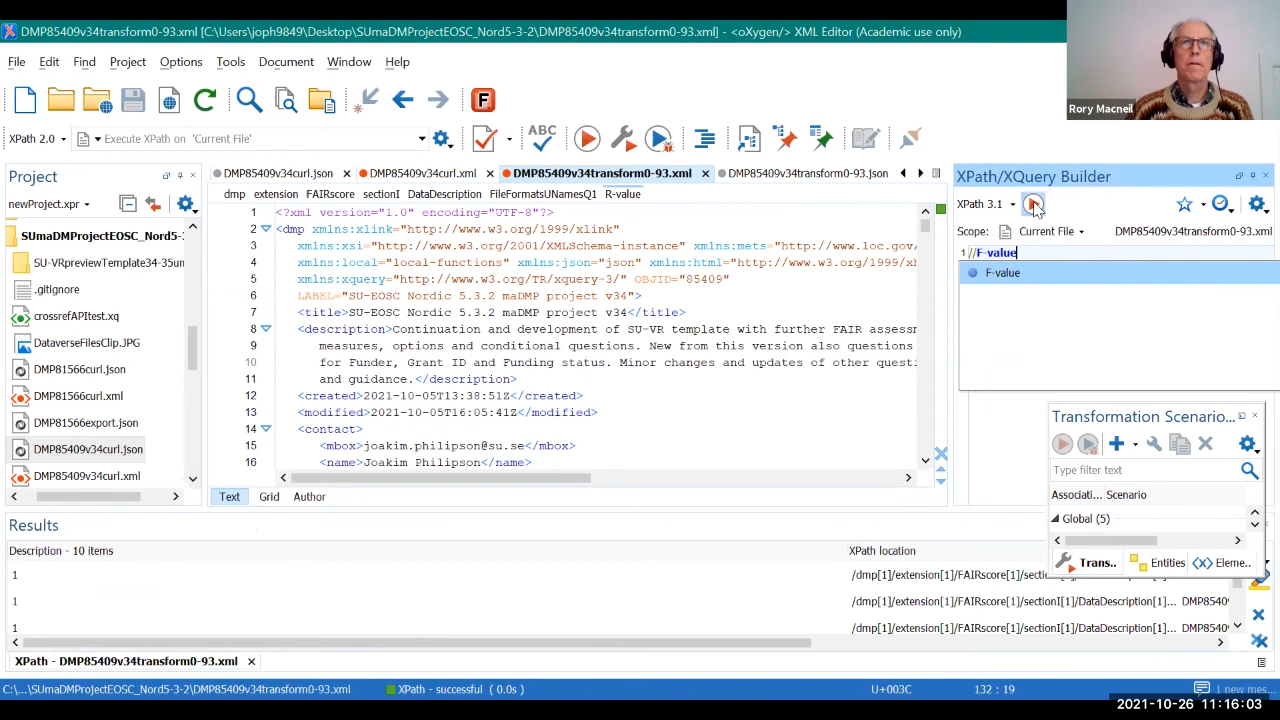 DMP85409v34transform0-93.xml [C:\Users\joph9849\Desktop\SUmaDMProjectEOSC_Nord5-3-2\DMP85409v34transform0-93.xml] - <oXygen/> XML Editor (Academic use only)
File Edit Find Project Options Tools Document Window Help
Rory Macneil
XPath 2.0 Execute XPath on 'Current File'
ABC
F
Project
newProject.xpr
SUmaDMProjectEOSC_Nord5-3-
SU-VRpreviewTemplate34-35um
.gitIgnore
crossrefAPItest.xq
DataverseFilesClip.JPG
DMP81566curl.json
DMP81566curl.xml
DMP81566export.json
DMP85409v34curl.json
DMP85409v34curl.xml
DMP85409v34curl.json DMP85409v34curl.xml DMP85409v34transform0-93.xml DMP85409v34transform0-93.json
dmp extension FAIRscore sectionI DataDescription FileFormatsUNamesQ1 R-value
1 <?xml version="1.0" encoding="UTF-8"?>
2 <dmp xmlns:xlink="http://www.w3.org/1999/xlink"
3 xmlns:xsi="http://www.w3.org/2001/XMLSchema-instance" xmlns:mets="http://www.loc.gov/
4 xmlns:local="local-functions" xmlns:json="json" xmlns:html="http://www.w3.org/1999/xh
5 xmlns:xquery="http://www.w3.org/TR/xquery-3/" OBJID="85409"
6 LABEL="SU-EOSC Nordic 5.3.2 maDMP project v34">
7 <title>SU-EOSC Nordic 5.3.2 maDMP project v34</title>
8 <description>Continuation and development of SU-VR template with further FAIR assessm
9 measures, options and conditional questions. New from this version also questions
10 for Funder, Grant ID and Funding status. Minor changes and updates of other questi
11 and guidance.</description>
12 <created>2021-10-05T13:38:51Z</created>
13 <modified>2021-10-05T16:05:41Z</modified>
14 <contact>
15 <mbox>joakim.philipson@su.se</mbox>
16 <name>Joakim Philipson</name>
Text Grid Author
XPath/XQuery Builder
XPath 3.1
Scope: Current File DMP85409v34transform0-93.xml
1 //F-value
F-value
Transformation Scenario...
Type filter text
Associati... Scenario
Global (5)
Trans.. Entities Eleme..
Results
Description - 10 items XPath location
1 /dmp[1]/extension[1]/FAIRscore[1]/sectionI[1]/DataDescription[1]
1 /dmp[1]/extension[1]/FAIRscore[1]/sectionI[1]/DataDescription[1]... DMP85409
1 /dmp[1]/extension[1]/FAIRscore[1]/sectionI[1]/DataDescription[1]... DMP85409
XPath - DMP85409v34transform0-93.xml
C:\...\SUmaDMProjectEOSC_Nord5-3-2\DMP85409v34transform0-93.xml XPath - successful ( 0.0s ) U+003C 132 : 19 1 new mes...
2021-10-26 11:16:03